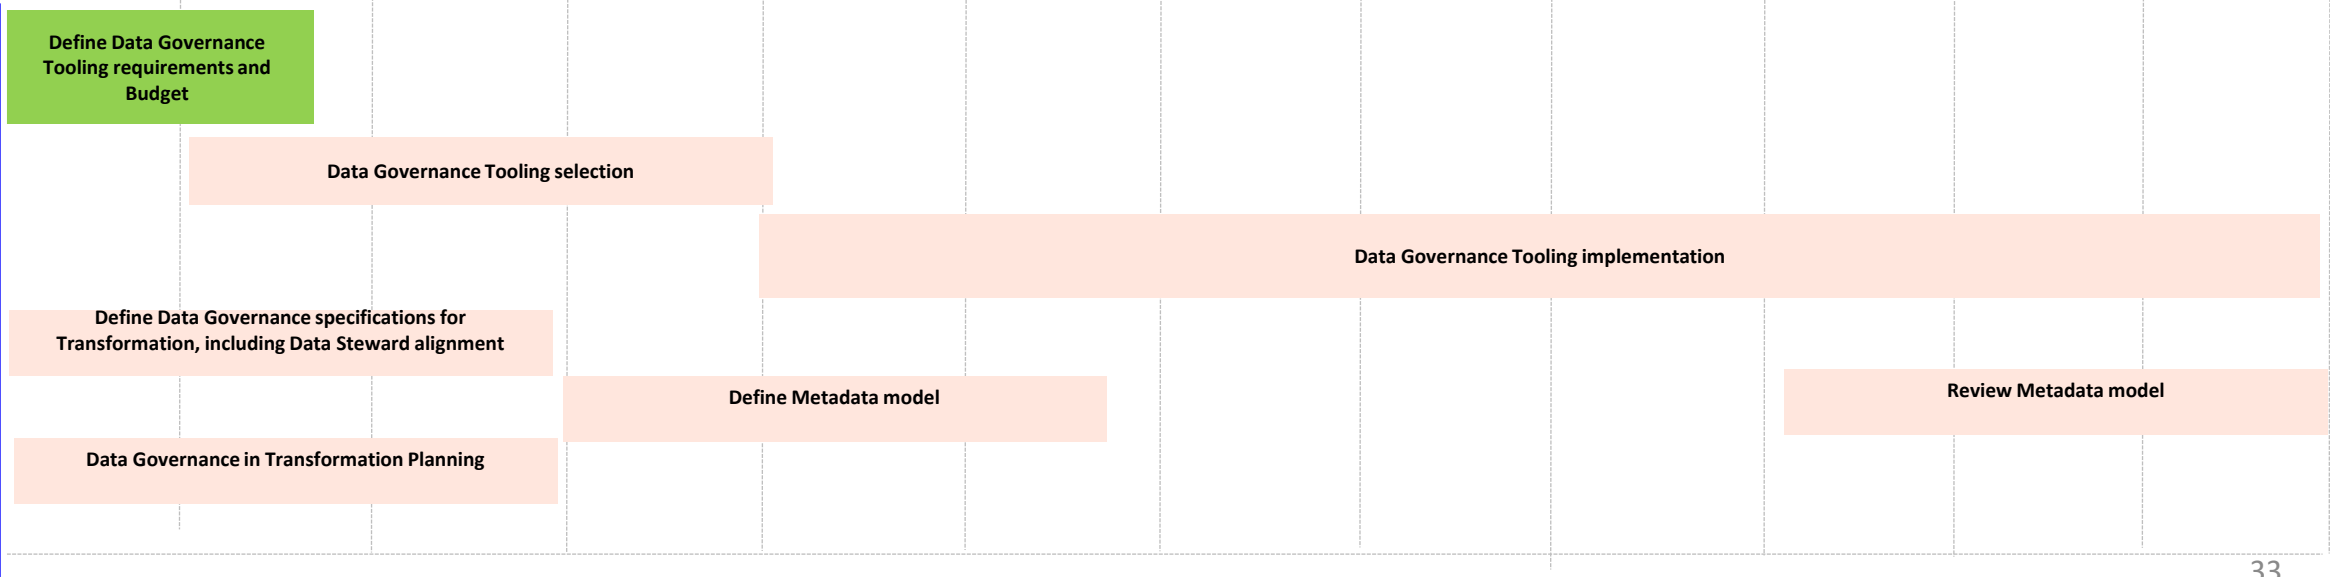 Define Data Governance
Tooling requirements and
Budget
Data Governance Tooling selection
Data Governance Tooling implementation
Define Data Governance specifications for
Transformation, including Data Steward alignment
Define Metadata model
Review Metadata model
Data Governance in Transformation Planning
33